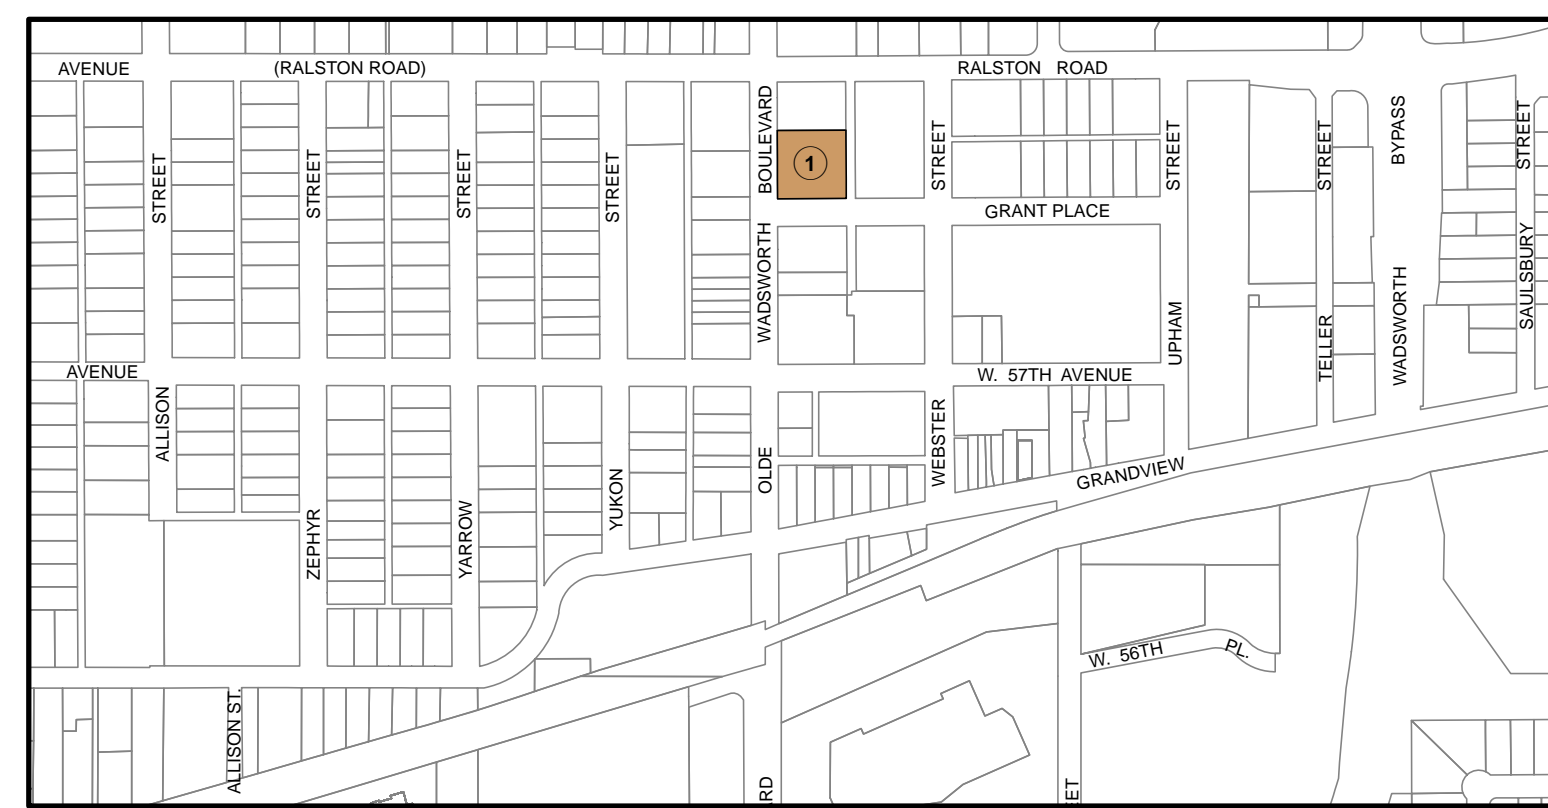 AVENUE
(RALSTON ROAD)
RALSTON ROAD
STREET
STREET
STREET
STREET
BOULEVARD
1
STREET
STREET
STREET
BYPASS
STREET
GRANT PLACE
WADSWORTH
UPHAM
TELLER
WADSWORTH
SAULSBURY
AVENUE
W. 57TH AVENUE
ALLISON
ZEPHYR
YARROW
YUKON
OLDE
WEBSTER
GRANDVIEW
W. 56TH PL.
ALLISON ST.
RD
ET